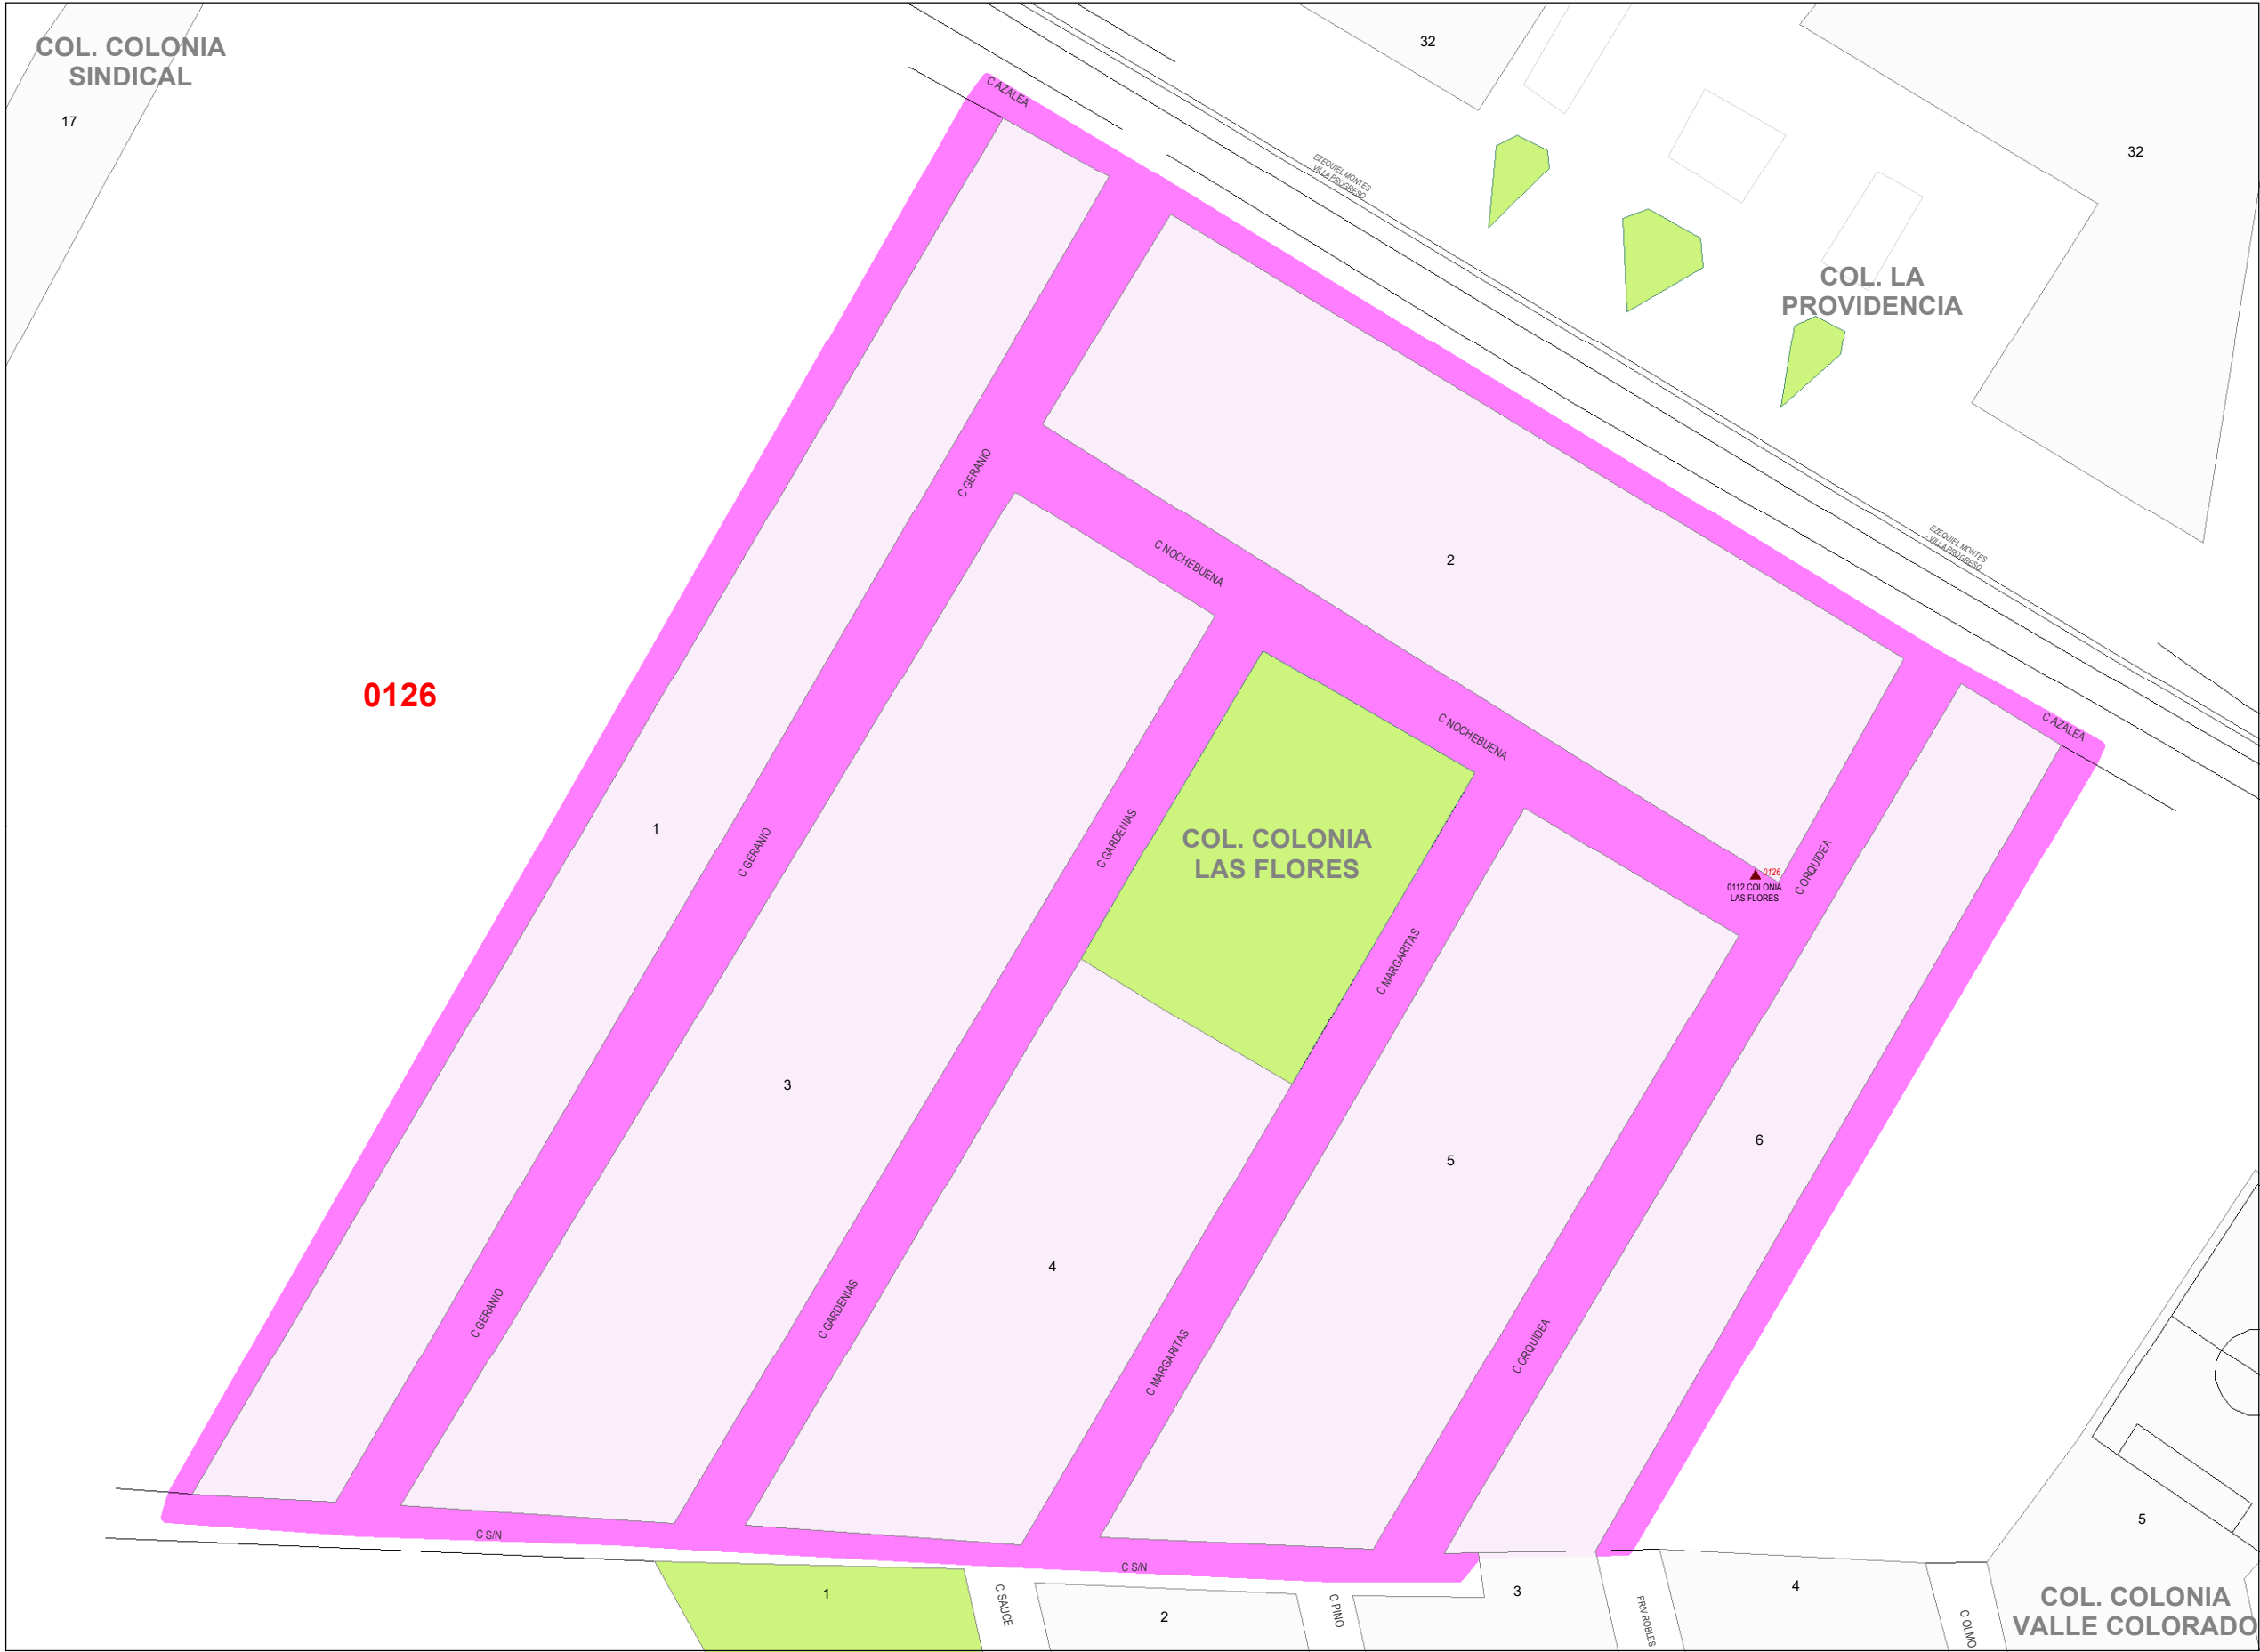 COL. COLONIA
SINDICAL
17
C AZALEA
32
32
EZEQUIEL MONTES
- VILLA PROGRESO
COL. LA
PROVIDENCIA
C GERANIO
C NOCHEBUENA
2
EZEQUIEL MONTES
- VILLA PROGRESO
0126
C NOCHEBUENA
C AZALEA
1
C GERANIO
C GARDENIAS
COL. COLONIA
LAS FLORES
C ORQUIDEA
0126
0112 COLONIA
LAS FLORES
C MARGARITAS
3
5
6
4
C GERANIO
C GARDENIAS
C MARGARITAS
C ORQUIDEA
C S/N
C S/N
5
1
C SAUCE
2
C PINO
3
PRIV ROBLES
4
C OLMO
COL. COLONIA
VALLE COLORADO